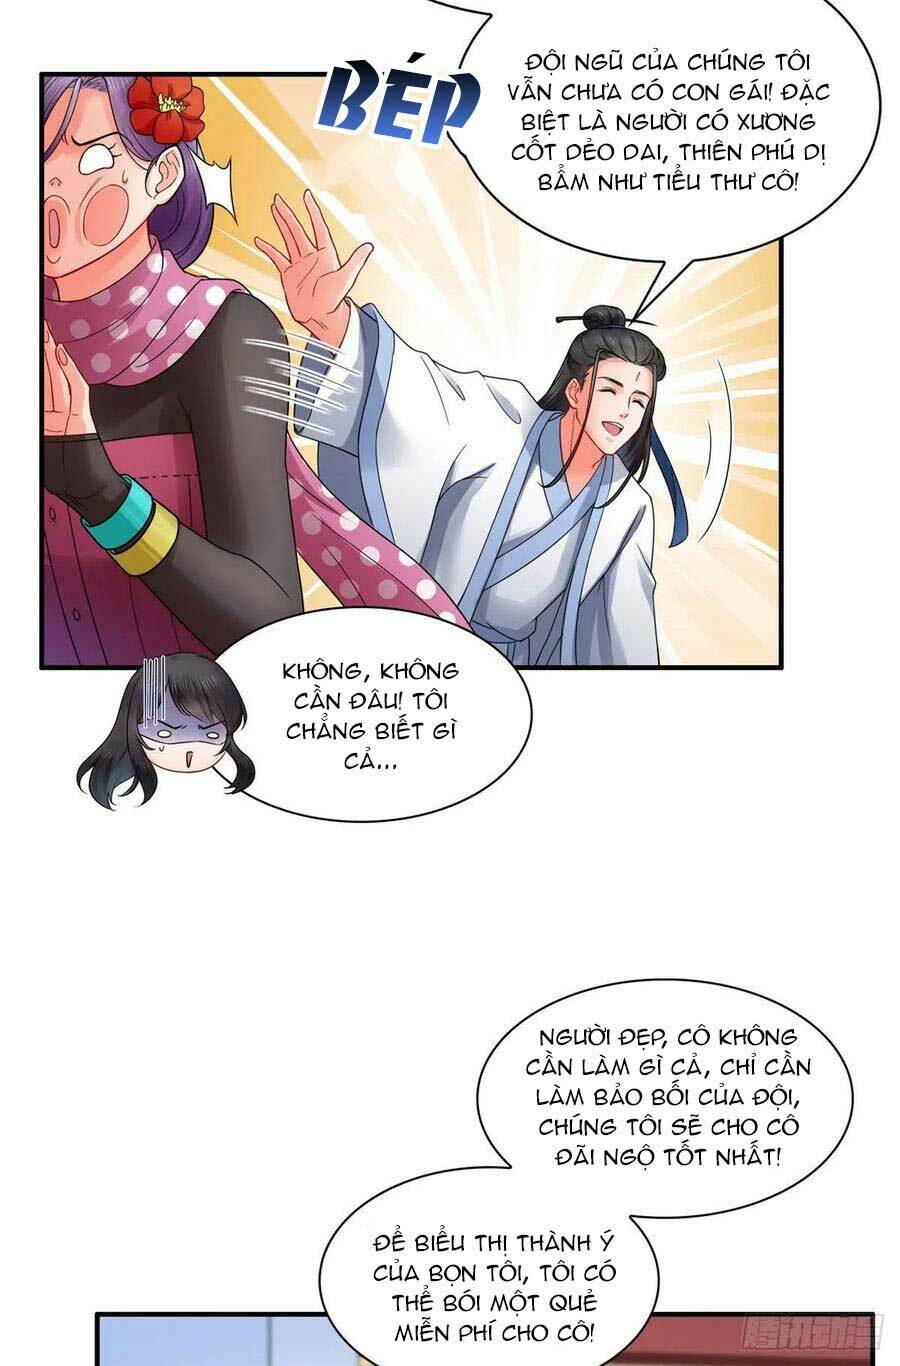 BÉP
ĐỘI NGŨ CỦA CHÚNG TÔI
VẪN CHƯA CÓ CON GÁI! ĐẶC
BIỆT LÀ NGƯỜI CÓ XƯƠNG
CỐT DẺO DAI, THIÊN PHÚ DỊ
BẨM NHƯ TIỂU THƯ CÔ!
KHÔNG, KHÔNG
CẦN ĐÂU! TÔI
CHẲNG BIẾT GÌ
CẢ...
NGƯỜI ĐẸP, CÔ KHÔNG
CẦN LÀM GÌ CẢ, CHỈ CẦN
LÀM BẢO BỐI CỦA ĐỘI,
CHÚNG TÔI SẼ CHO CÔ
ĐÃI NGỘ TỐT NHẤT!
ĐỂ BIỂU THỊ THÀNH Ý
CỦA BỌN TÔI, TÔI CÓ
THỂ BÓI MỘT QUẺ
MIỄN PHÍ CHO CÔ!
腾讯动漫